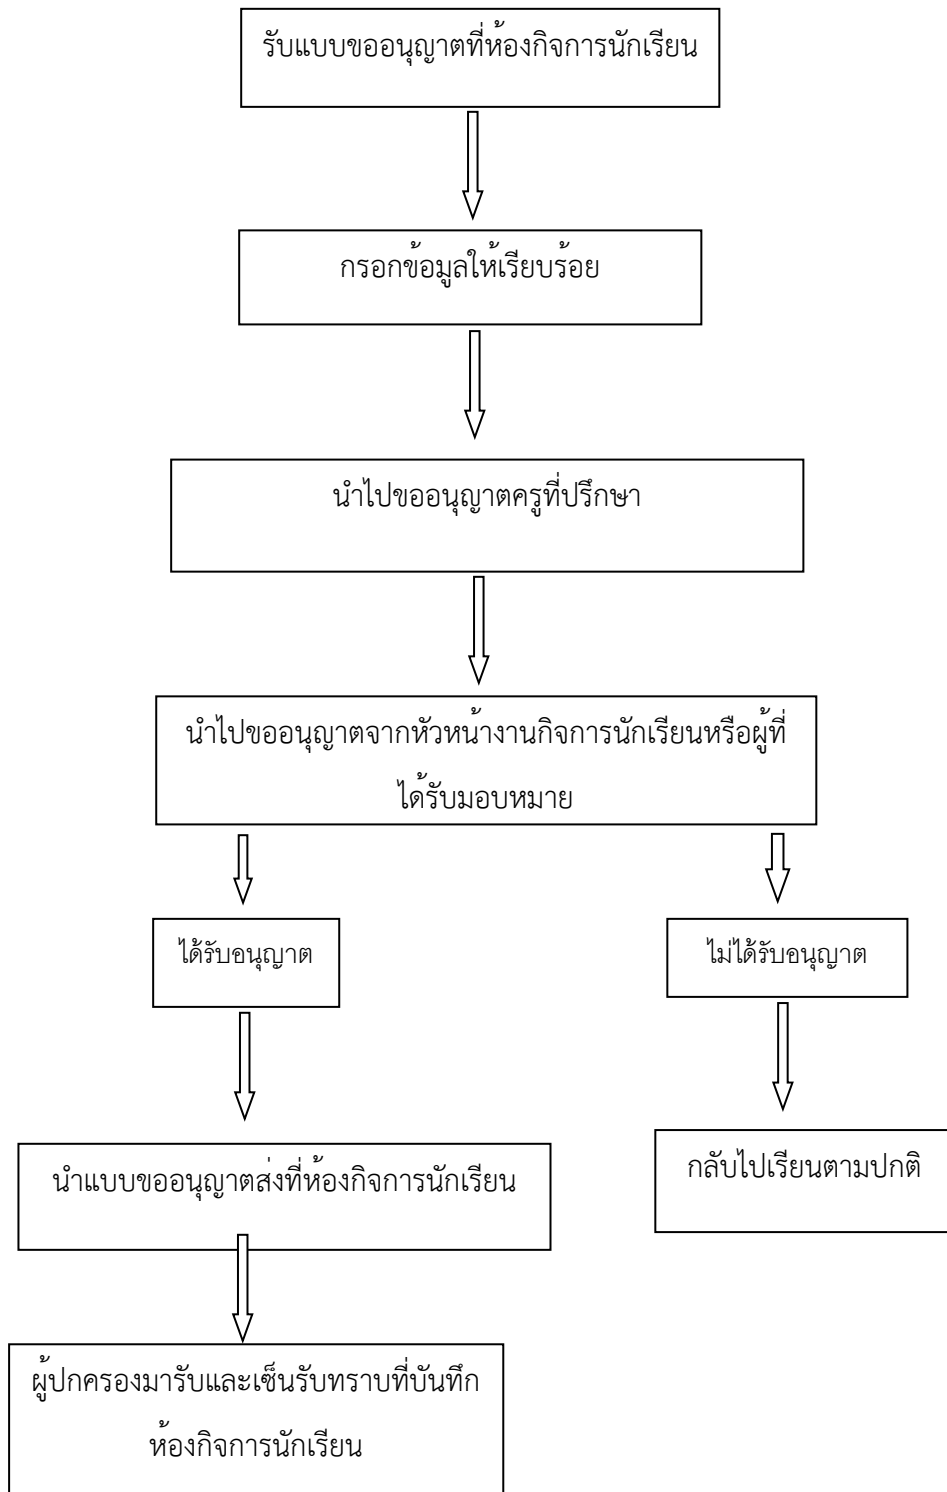 รับแบบขออนุญาตที่ห้องกิจการนักเรียน
กรอกข้อมูลให้เรียบร้อย
นำไปขออนุญาตครูที่ปรึกษา
นำไปขออนุญาตจากหัวหน้างานกิจการนักเรียนหรือผู้ที่
ได้รับมอบหมาย
ได้รับอนุญาต
ไม่ได้รับอนุญาต
นำแบบขออนุญาตส่งที่ห้องกิจการนักเรียน
กลับไปเรียนตามปกติ
ผู้ปกครองมารับและเซ็นรับทราบที่บันทึก
ห้องกิจการนักเรียน